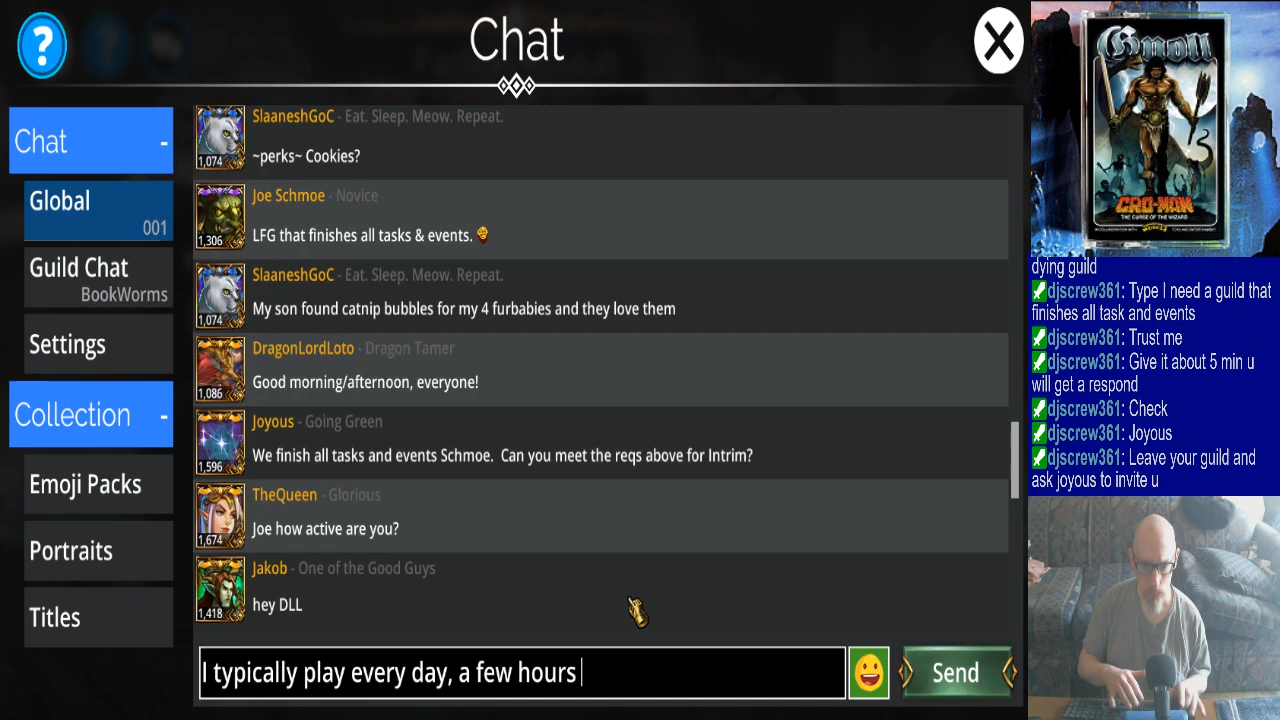 ?
Chat
X
Chat -
Global
001
Guild Chat
BookWorms
Settings
Collection -
Emoji Packs
Portraits
Titles
SlaaneshGoC - Eat. Sleep. Meow. Repeat.
~perks~ Cookies?
1,074
Joe Schmoe - Novice
LFG that finishes all tasks & events.
1,306
SlaaneshGoC - Eat. Sleep. Meow. Repeat.
My son found catnip bubbles for my 4 furbabies and they love them
1,074
DragonLordLoto - Dragon Tamer
Good morning/afternoon, everyone!
1,086
Joyous - Going Green
We finish all tasks and events Schmoe. Can you meet the reqs above for Intrim?
1,596
TheQueen - Glorious
Joe how active are you?
1,674
Jakob - One of the Good Guys
hey DLL
1,418
I typically play every day, a few hours
Send
Gnoll
CRO-MAN
THE CURSE OF THE WIZARD
dying guild
djscrew361: Type I need a guild that
finishes all task and events
djscrew361: Trust me
djscrew361: Give it about 5 min u
will get a respond
djscrew361: Check
djscrew361: Joyous
djscrew361: Leave your guild and
ask joyous to invite u